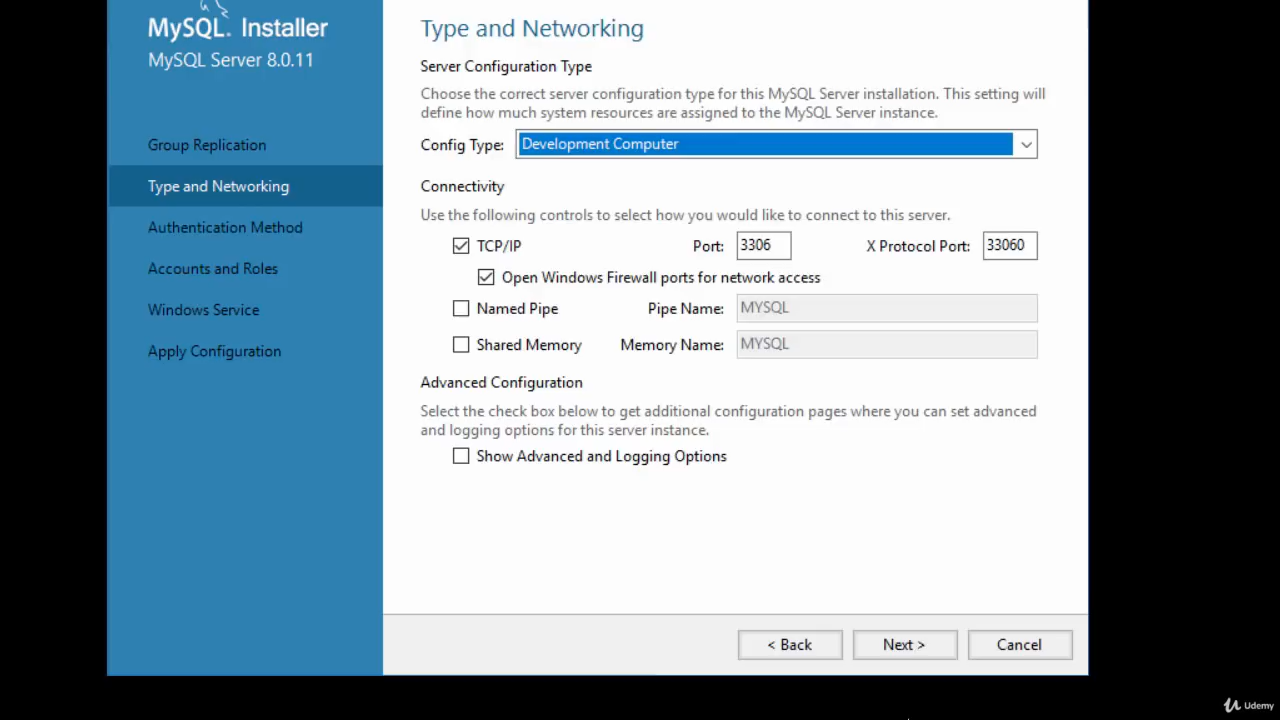 MySQL. Installer
MySQL Server 8.0.11
Group Replication
Type and Networking
Authentication Method
Accounts and Roles
Windows Service
Apply Configuration
Type and Networking
Server Configuration Type
Choose the correct server configuration type for this MySQL Server installation. This setting will
define how much system resources are assigned to the MySQL Server instance.
Config Type: Development Computer
Connectivity
Use the following controls to select how you would like to connect to this server.
TCP/IP Port: 3306 X Protocol Port: 33060
Open Windows Firewall ports for network access
Named Pipe Pipe Name: MYSQL
Shared Memory Memory Name: MYSQL
Advanced Configuration
Select the check box below to get additional configuration pages where you can set advanced
and logging options for this server instance.
Show Advanced and Logging Options
< Back Next > Cancel
Udemy